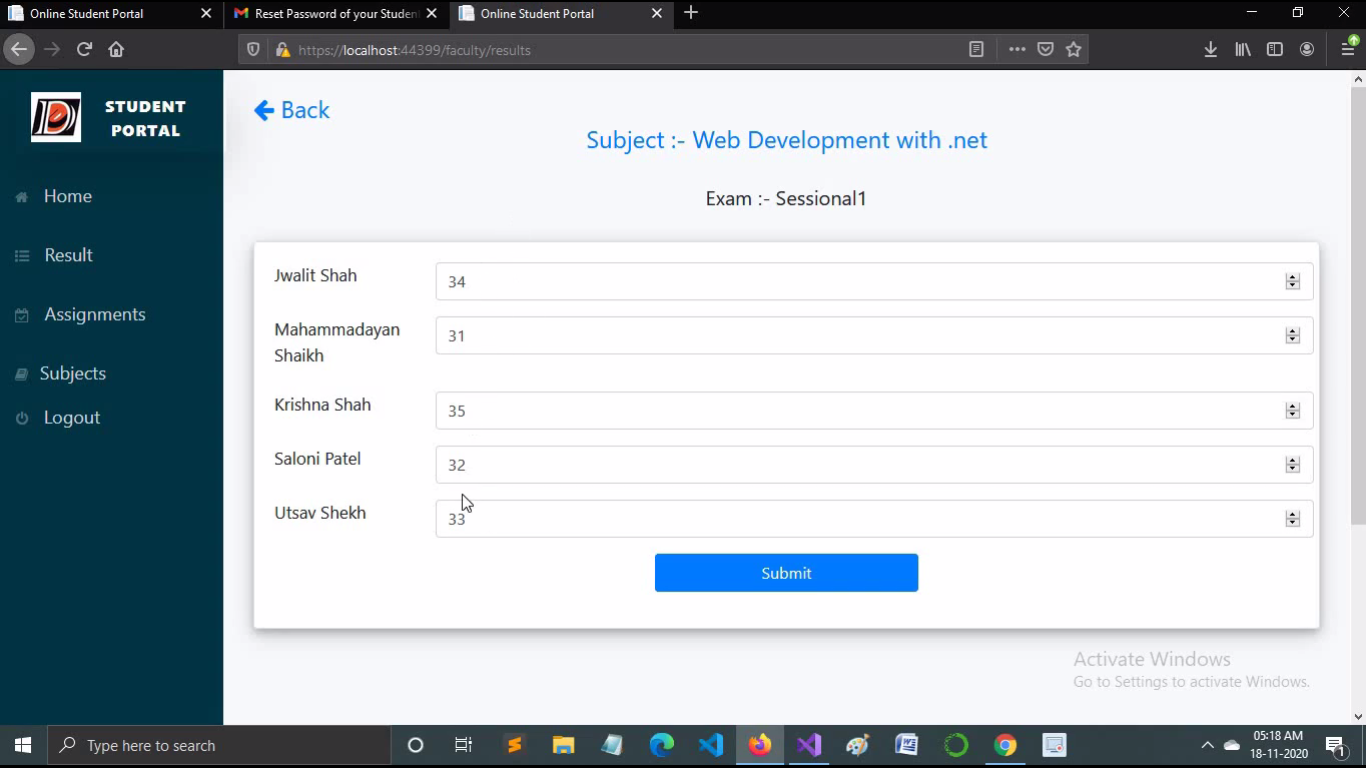 Online Student Portal
Reset Password of your Studen
Online Student Portal
https://localhost:44399/faculty/results
STUDENT
PORTAL
Home
Result
Assignments
Subjects
Logout
Back
Subject :- Web Development with .net
Exam :- Sessional1
Jwalit Shah
34
Mahammadayan
Shaikh
31
Krishna Shah
35
Saloni Patel
32
Utsav Shekh
33
Submit
Activate Windows
Go to Settings to activate Windows.
Type here to search
05:18 AM
18-11-2020
1